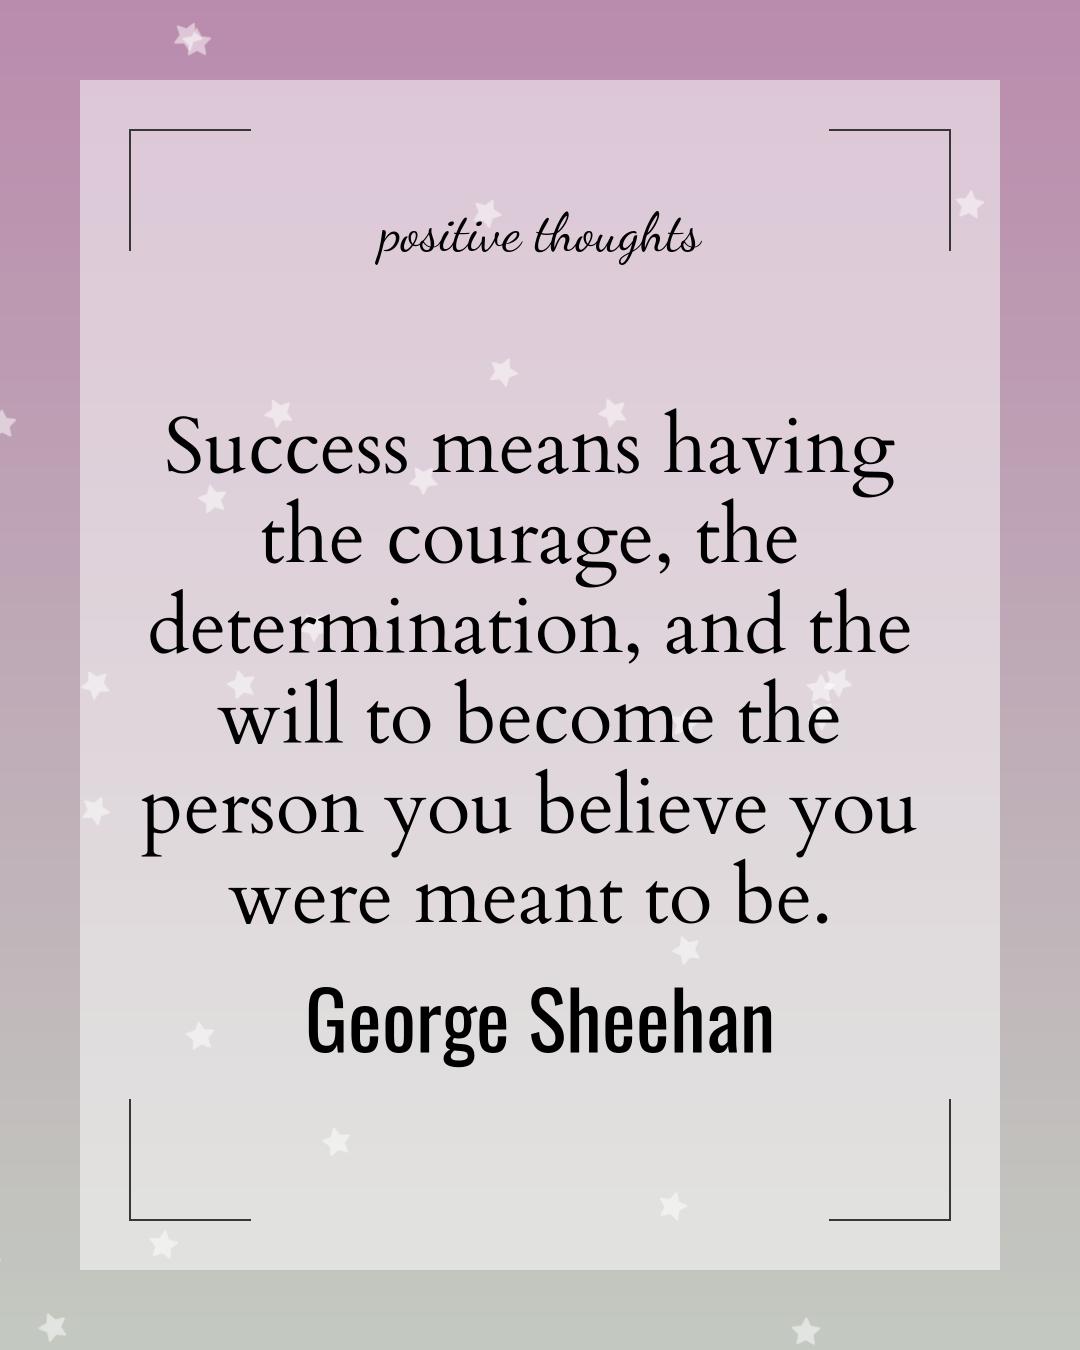 positive thoughts
Success means having
the courage, the
determination, and the
will to become the
person you believe you
were meant to be.
George Sheehan